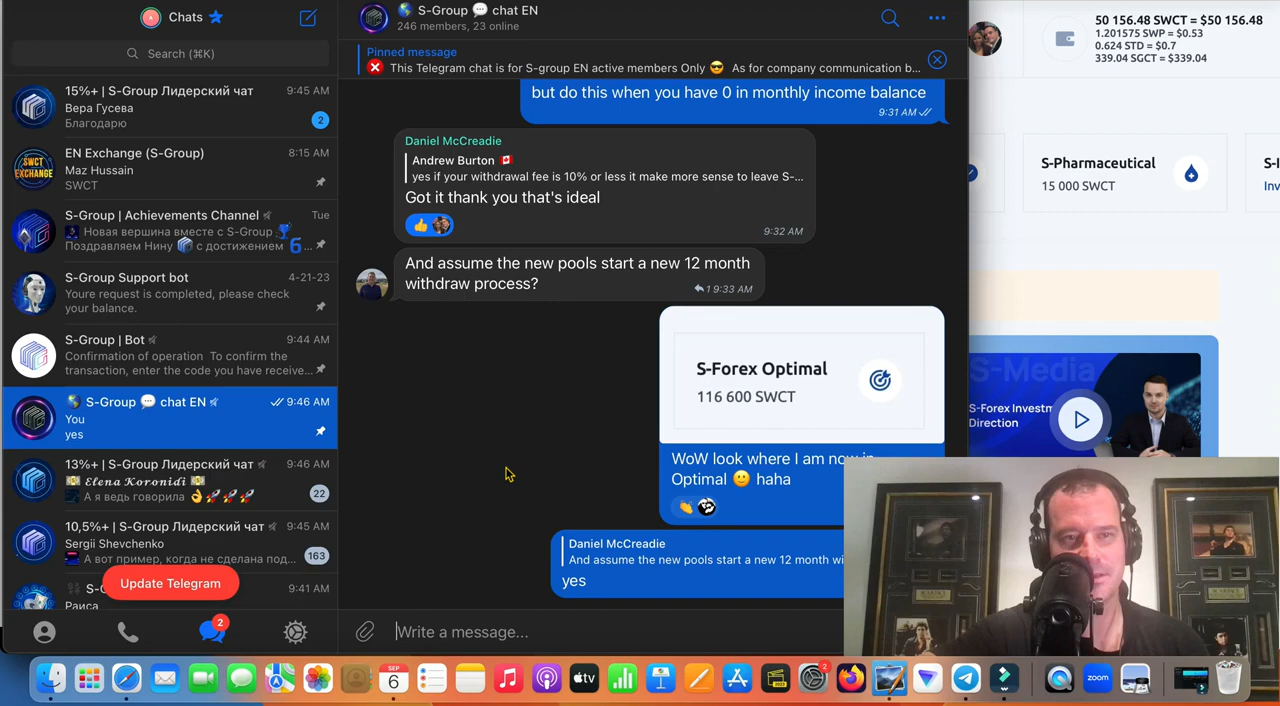 Chats
Search (⌘K)
15%+ | S-Group Лидерский чат
9:45 AM
Вера Гусева
Благодарю
2
EN Exchange (S-Group)
8:15 AM
Maz Hussain
SWCT
SWCT
EXCHANGE
S-Group | Achievements Channel
Tue
Новая вершина вместе с S-Group
Поздравляем Нину с достижением 6...
S-Group Support bot
4-21-23
Youre request is completed, please check
your balance.
S-Group | Bot
9:44 AM
Confirmation of operation To confirm the
transaction, enter the code you have receive...
S-Group 💬 chat EN
9:46 AM
You
yes
13%+ | S-Group Лидерский чат
9:46 AM
Elena Koronidi
А я ведь говорила 👌🚀🚀🚀...
22
10,5%+ | S-Group Лидерский чат
9:45 AM
Sergii Shevchenko
А вот пример, когда не сделана под...
163
9:41 AM
Раиса
Update Telegram
2
S-Group 💬 chat EN
246 members, 23 online
Pinned message
❌ This Telegram chat is for S-group EN active members Only 😎 As for company communication b...
but do this when you have 0 in monthly income balance
9:31 AM
Daniel McCreadie
Andrew Burton 🇨🇦
yes if your withdrawal fee is 10% or less it make more sense to leave S-...
Got it thank you that's ideal
9:32 AM
And assume the new pools start a new 12 month
withdraw process?
1 9:33 AM
S-Forex Optimal
116 600 SWCT
WoW look where I am now in
Optimal 🙂 haha
Daniel McCreadie
And assume the new pools start a new 12 month wi
yes
Write a message...
50 156.48 SWCT = $50 156.48
1.201575 SWP = $0.53
0.624 STD = $0.7
339.04 SGCT = $339.04
S-Pharmaceutical
15 000 SWCT
S-I
Inv
S-Media
S-Forex Investm
Direction
SEP
6
tv
2
zoom